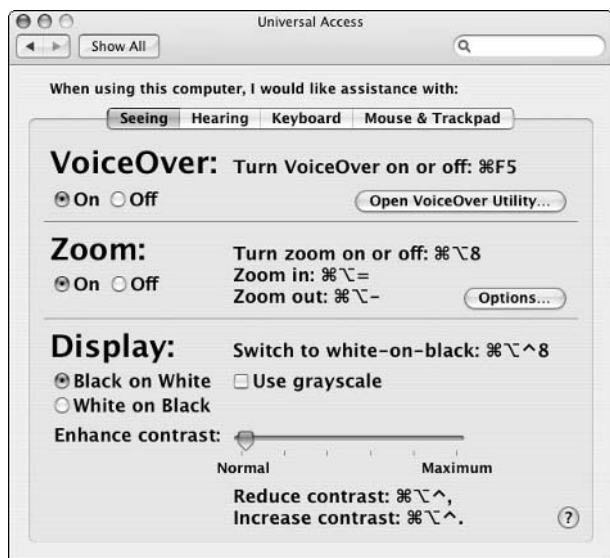 Universal Access
Show All
When using this computer, I would like assistance with:
Seeing Hearing Keyboard Mouse & Trackpad
VoiceOver: Turn VoiceOver on or off: ⌘F5
On Off Open VoiceOver Utility...
Zoom: Turn zoom on or off: ⌘⌥8
On Off Zoom in: ⌘⌥=
Zoom out: ⌘⌥- Options...
Display: Switch to white-on-black: ⌘⌥^8
Black on White Use grayscale
White on Black
Enhance contrast:
Normal Maximum
Reduce contrast: ⌘⌥^,
Increase contrast: ⌘⌥^.
?